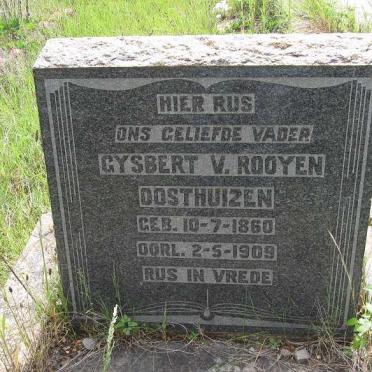 HIER RUS
ONS GELIEFDE VADER
GYSBERT V. ROOYEN
OOSTHUIZEN
GEB. 10-7-1860
OORL. 2-5-1909
RUS IN VREDE